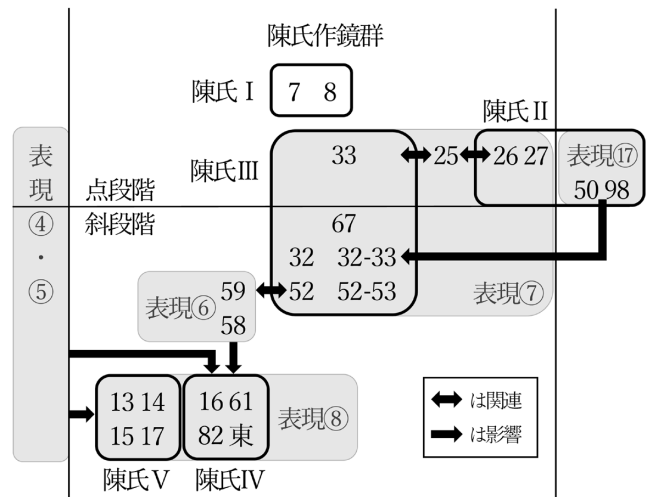 陳氏作鏡群
陳氏Ⅰ
7 8
陳氏Ⅱ
陳氏Ⅲ
33
25
26 27
表現⑰
50 98
表現④・⑤
点段階
斜段階
67
32 32-33
52 52-53
表現⑦
表現⑥
59
58
13 14
15 17
16 61
82 東
表現⑧
陳氏Ⅴ
陳氏Ⅳ
は関連
は影響